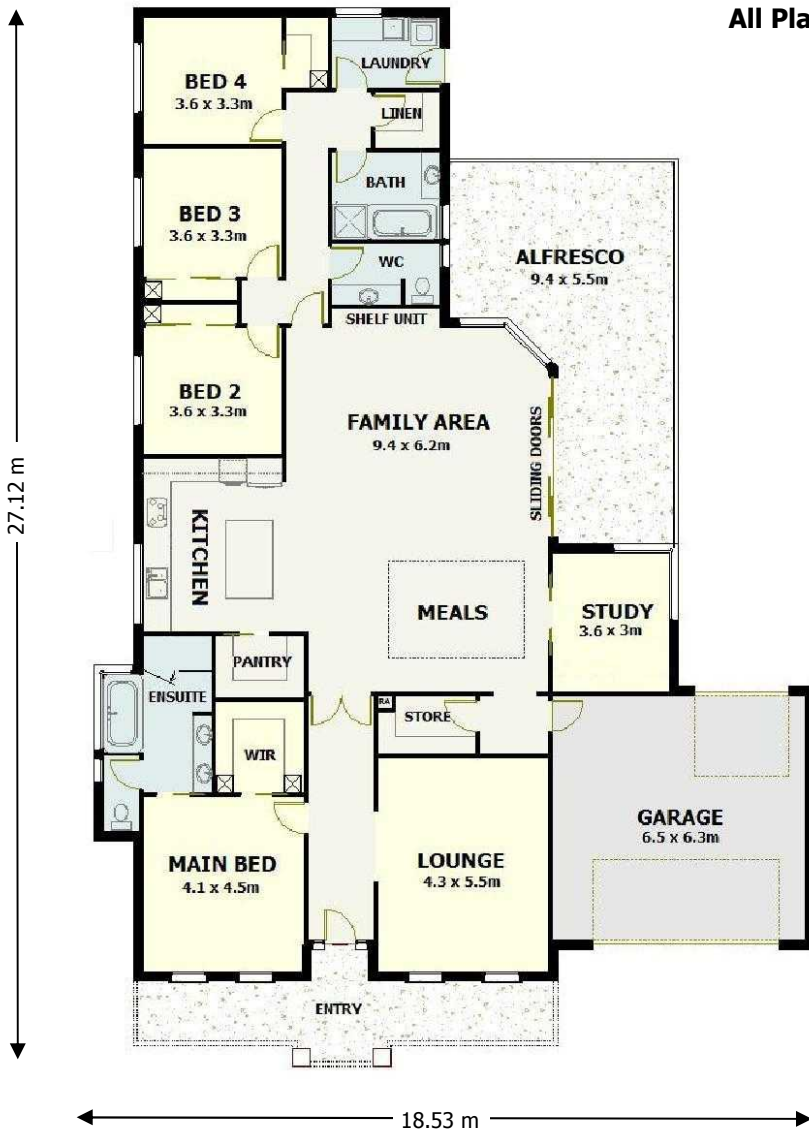 All Pla
BED 4
3.6 x 3.3m
LAUNDRY
LINEN
BED 3
3.6 x 3.3m
BATH
WC
ALFRESCO
9.4 x 5.5m
SHELF UNIT
BED 2
3.6 x 3.3m
FAMILY AREA
9.4 x 6.2m
SLIDING DOORS
27.12 m
KITCHEN
MEALS
STUDY
3.6 x 3m
PANTRY
ENSUITE
RA
STORE
WIR
GARAGE
6.5 x 6.3m
MAIN BED
4.1 x 4.5m
LOUNGE
4.3 x 5.5m
ENTRY
18.53 m